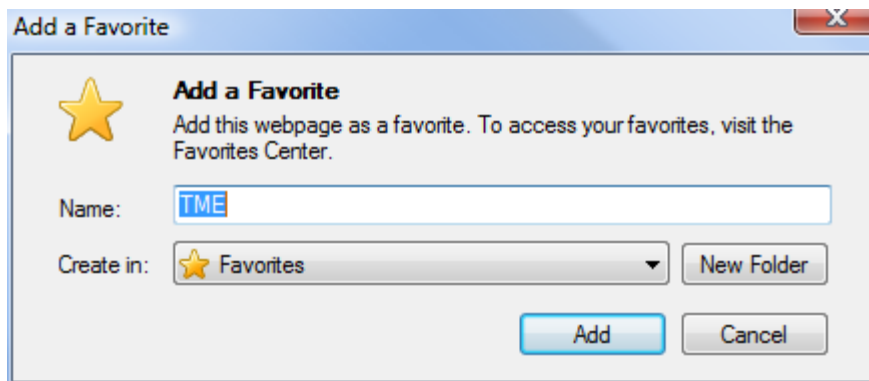 Add a Favorite
Add a Favorite
Add this webpage as a favorite. To access your favorites, visit the
Favorites Center.
Name: TME
Create in: Favorites New Folder
Add Cancel